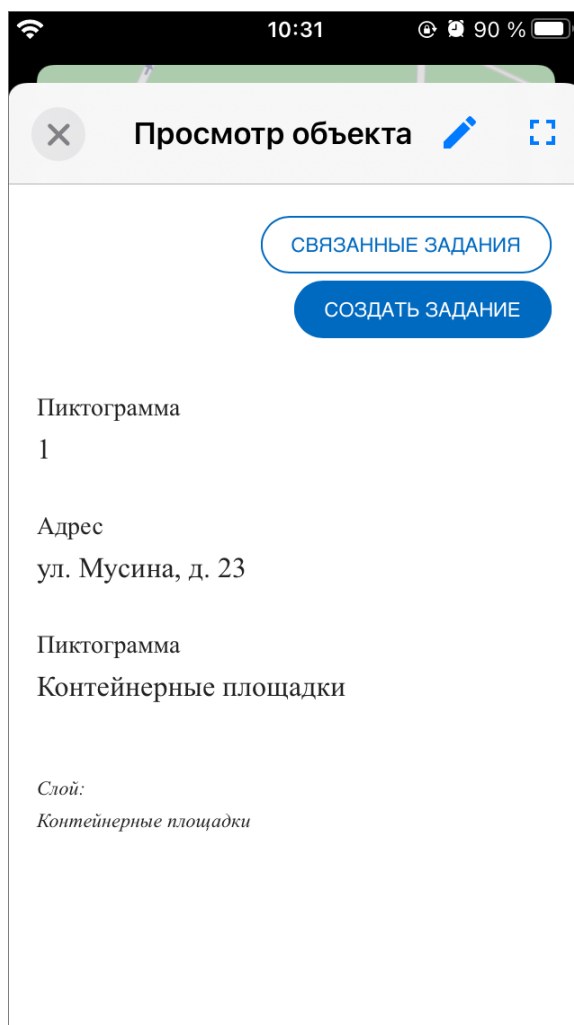 10:31 90 %
Просмотр объекта
СВЯЗАННЫЕ ЗАДАНИЯ
СОЗДАТЬ ЗАДАНИЕ
Пиктограмма
1
Адрес
ул. Мусина, д. 23
Пиктограмма
Контейнерные площадки
Слой:
Контейнерные площадки